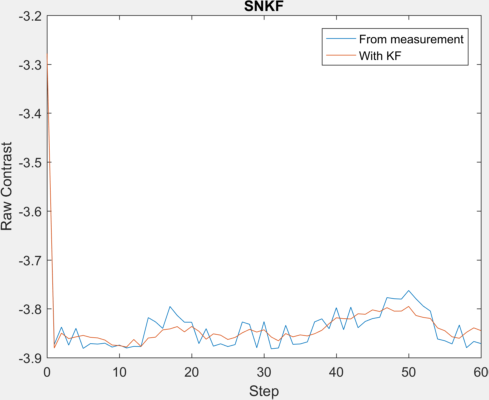 SNKF
-3.2
From measurement
With KF
-3.3
-3.4
-3.5
-3.6
-3.7
-3.8
-3.9
Raw Contrast
0 10 20 30 40 50 60
Step